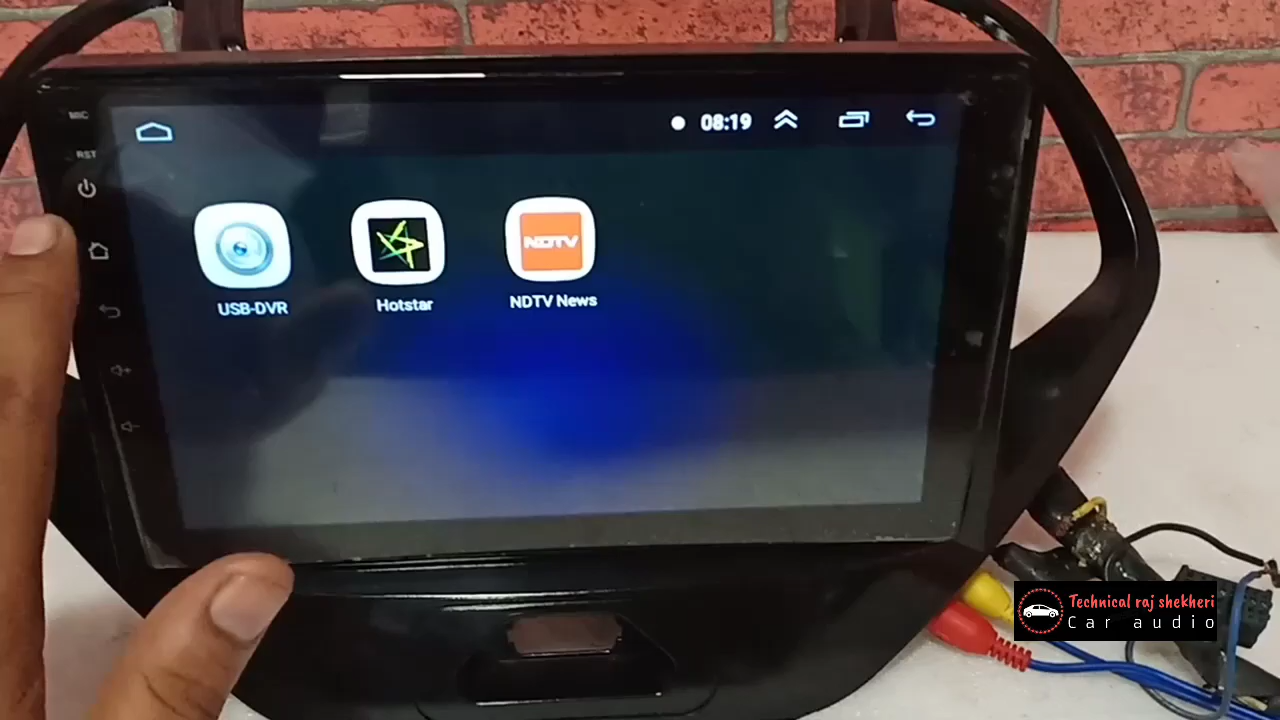 MIC
RST
08:19
NDTV
USB-DVR
Hotstar
NDTV News
Technical raj shekheri
Car audio